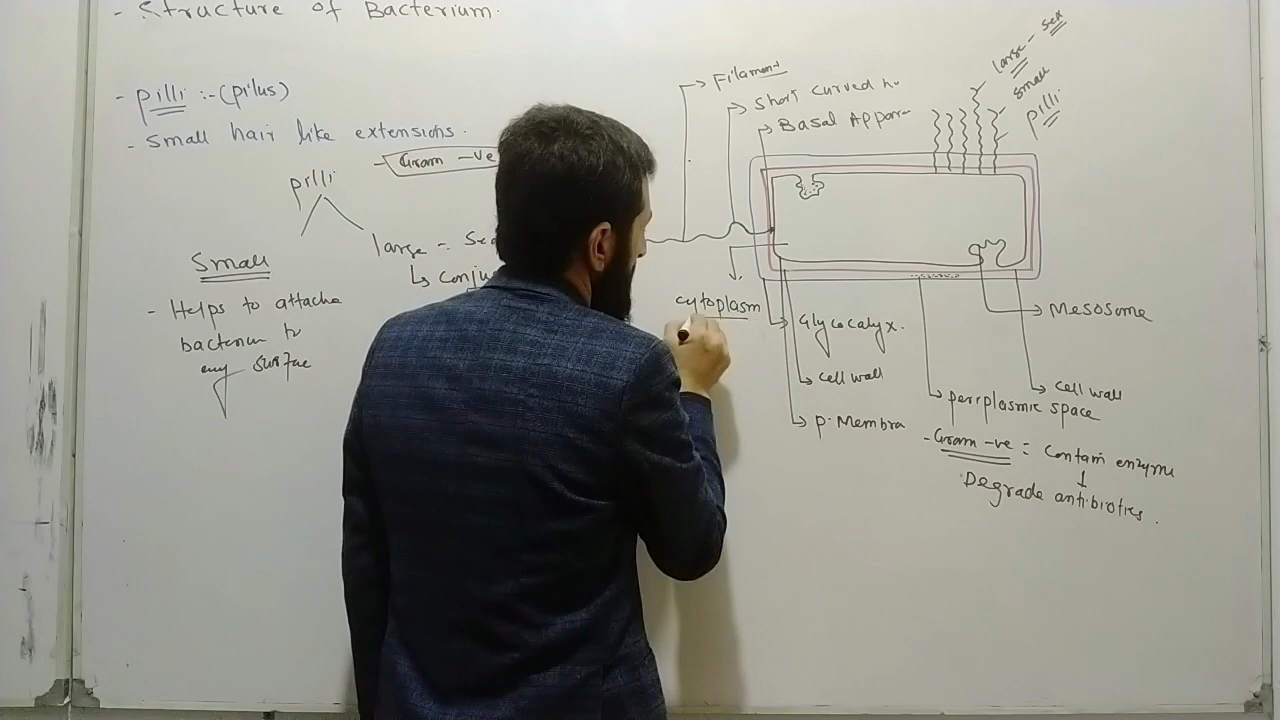 - Structure of Bacterium.
- pilli :- (pilus)
- Small hair like extensions.
- Gram -ve
pilli
Small
large -
↳ Conju
- Helps to attache
bacterium to
any surface
Filament
Short curved
Basal Appar
large - sex
small
pilli
cytoplasm
Glycocalyx.
cell wall
p. Membra
Mesosome
cell wall
periplasmic space
- Gram -ve = contain enzyme
↓
Degrade antibiotics.